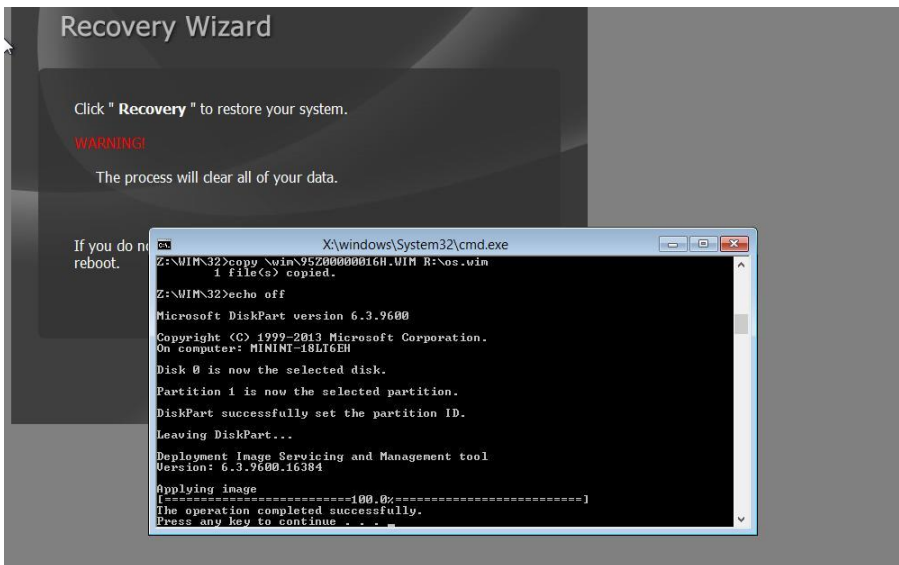 Recovery Wizard
Click " Recovery " to restore your system.
WARNING!
The process will clear all of your data.
If you do no
reboot.
X:\windows\System32\cmd.exe
Z:\WIM\32>copy \wim\95Z00000016H.WIM R:\os.wim
1 file(s) copied.
Z:\WIM\32>echo off
Microsoft DiskPart version 6.3.9600
Copyright (C) 1999-2013 Microsoft Corporation.
On computer: MININT-18LT6EH
Disk 0 is now the selected disk.
Partition 1 is now the selected partition.
DiskPart successfully set the partition ID.
Leaving DiskPart...
Deployment Image Servicing and Management tool
Version: 6.3.9600.16384
Applying image
[==========================100.0%==========================]
The operation completed successfully.
Press any key to continue . . . _